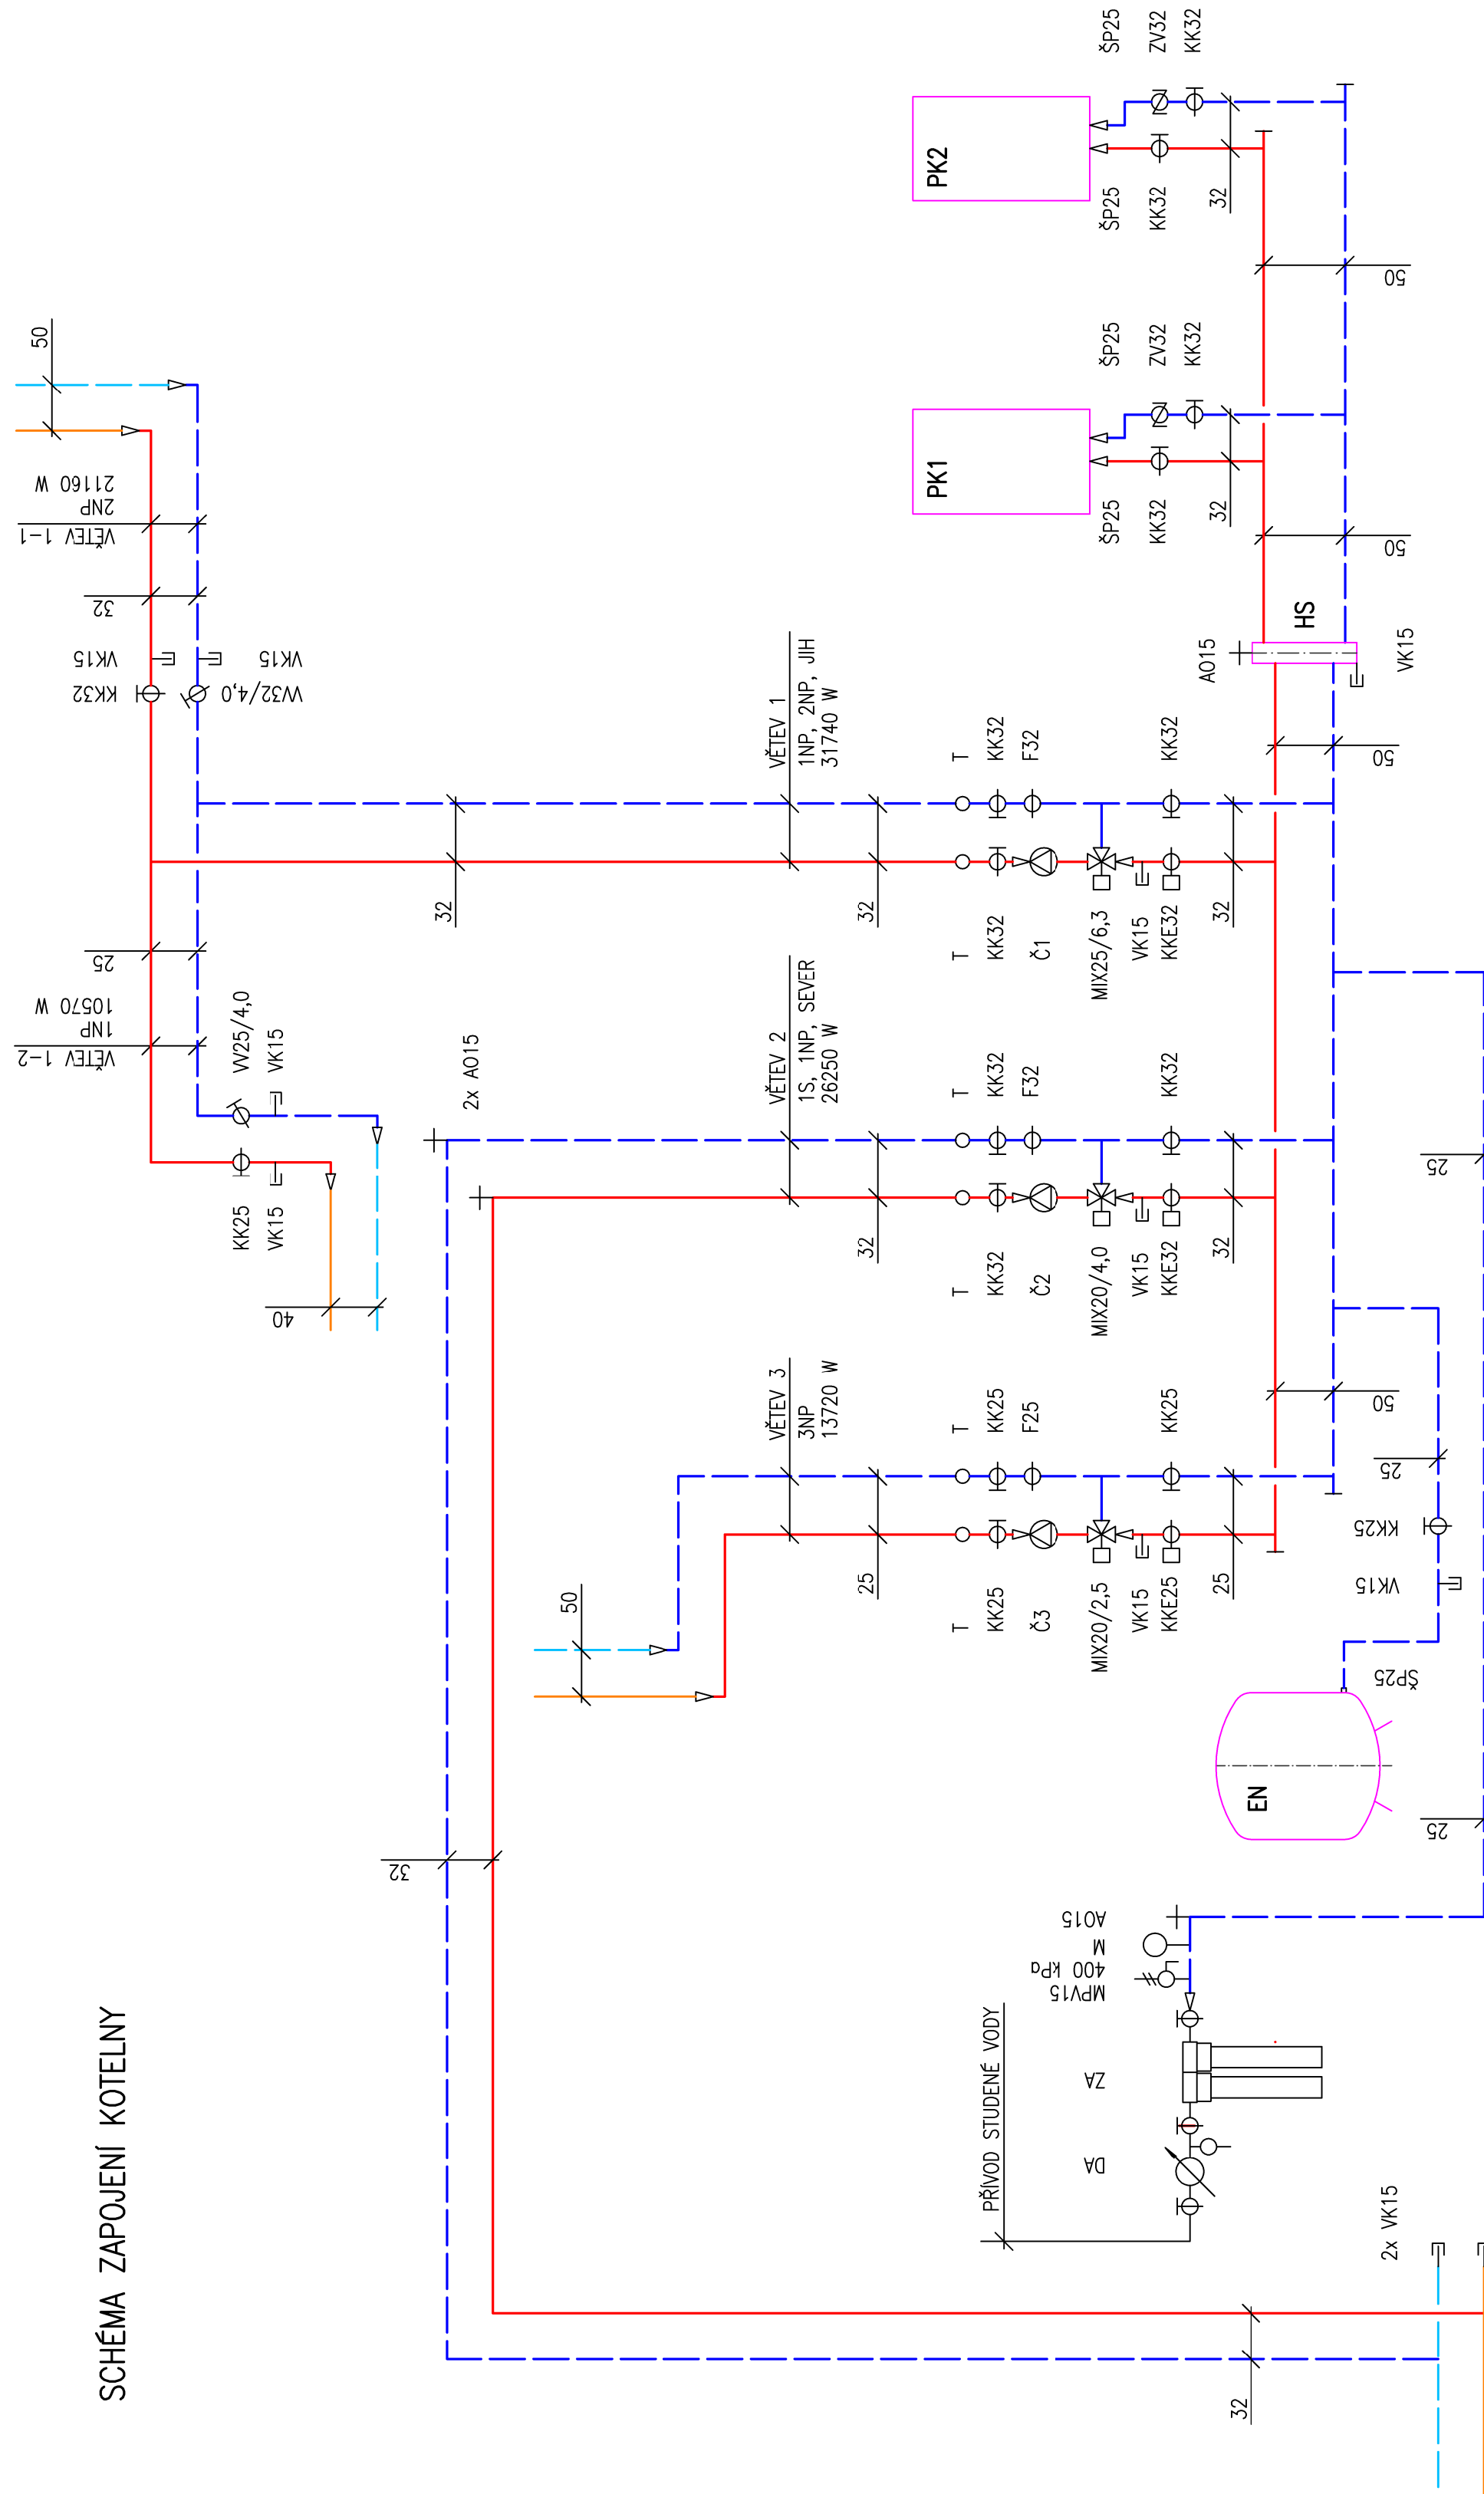 SCHÉMA ZAPOJENÍ KOTELNY
50
VĚTEV 1-1
2NP
21160 W
32
VK15
KK32
VK15
VV32/4,0
25
VĚTEV 1-2
1NP
10570 W
VV25/4,0
VK15
KK25
VK15
40
32
VĚTEV 1
1NP, 2NP, JIH
31740 W
32
T
KK32
F32
KK32
T
KK32
Č1
MIX25/6,3
VK15
KKE32
32
2x AO15
VĚTEV 2
1S, 1NP, SEVER
26250 W
32
T
KK32
F32
KK32
T
KK32
Č2
MIX20/4,0
VK15
KKE32
32
50
VĚTEV 3
3NP
13720 W
25
T
KK25
F25
KK25
T
KK25
Č3
MIX20/2,5
VK15
KKE25
25
PK2
ŠP25
ZV32
KK32
ŠP25
KK32
32
50
PK1
ŠP25
ZV32
KK32
ŠP25
KK32
32
50
HS
AO15
VK15
50
25
50
25
KK25
VK15
ŠP25
EN
25
32
AO15
M
400 kPa
MPV15
ZA
DA
PŘÍVOD STUDENÉ VODY
2x VK15
32